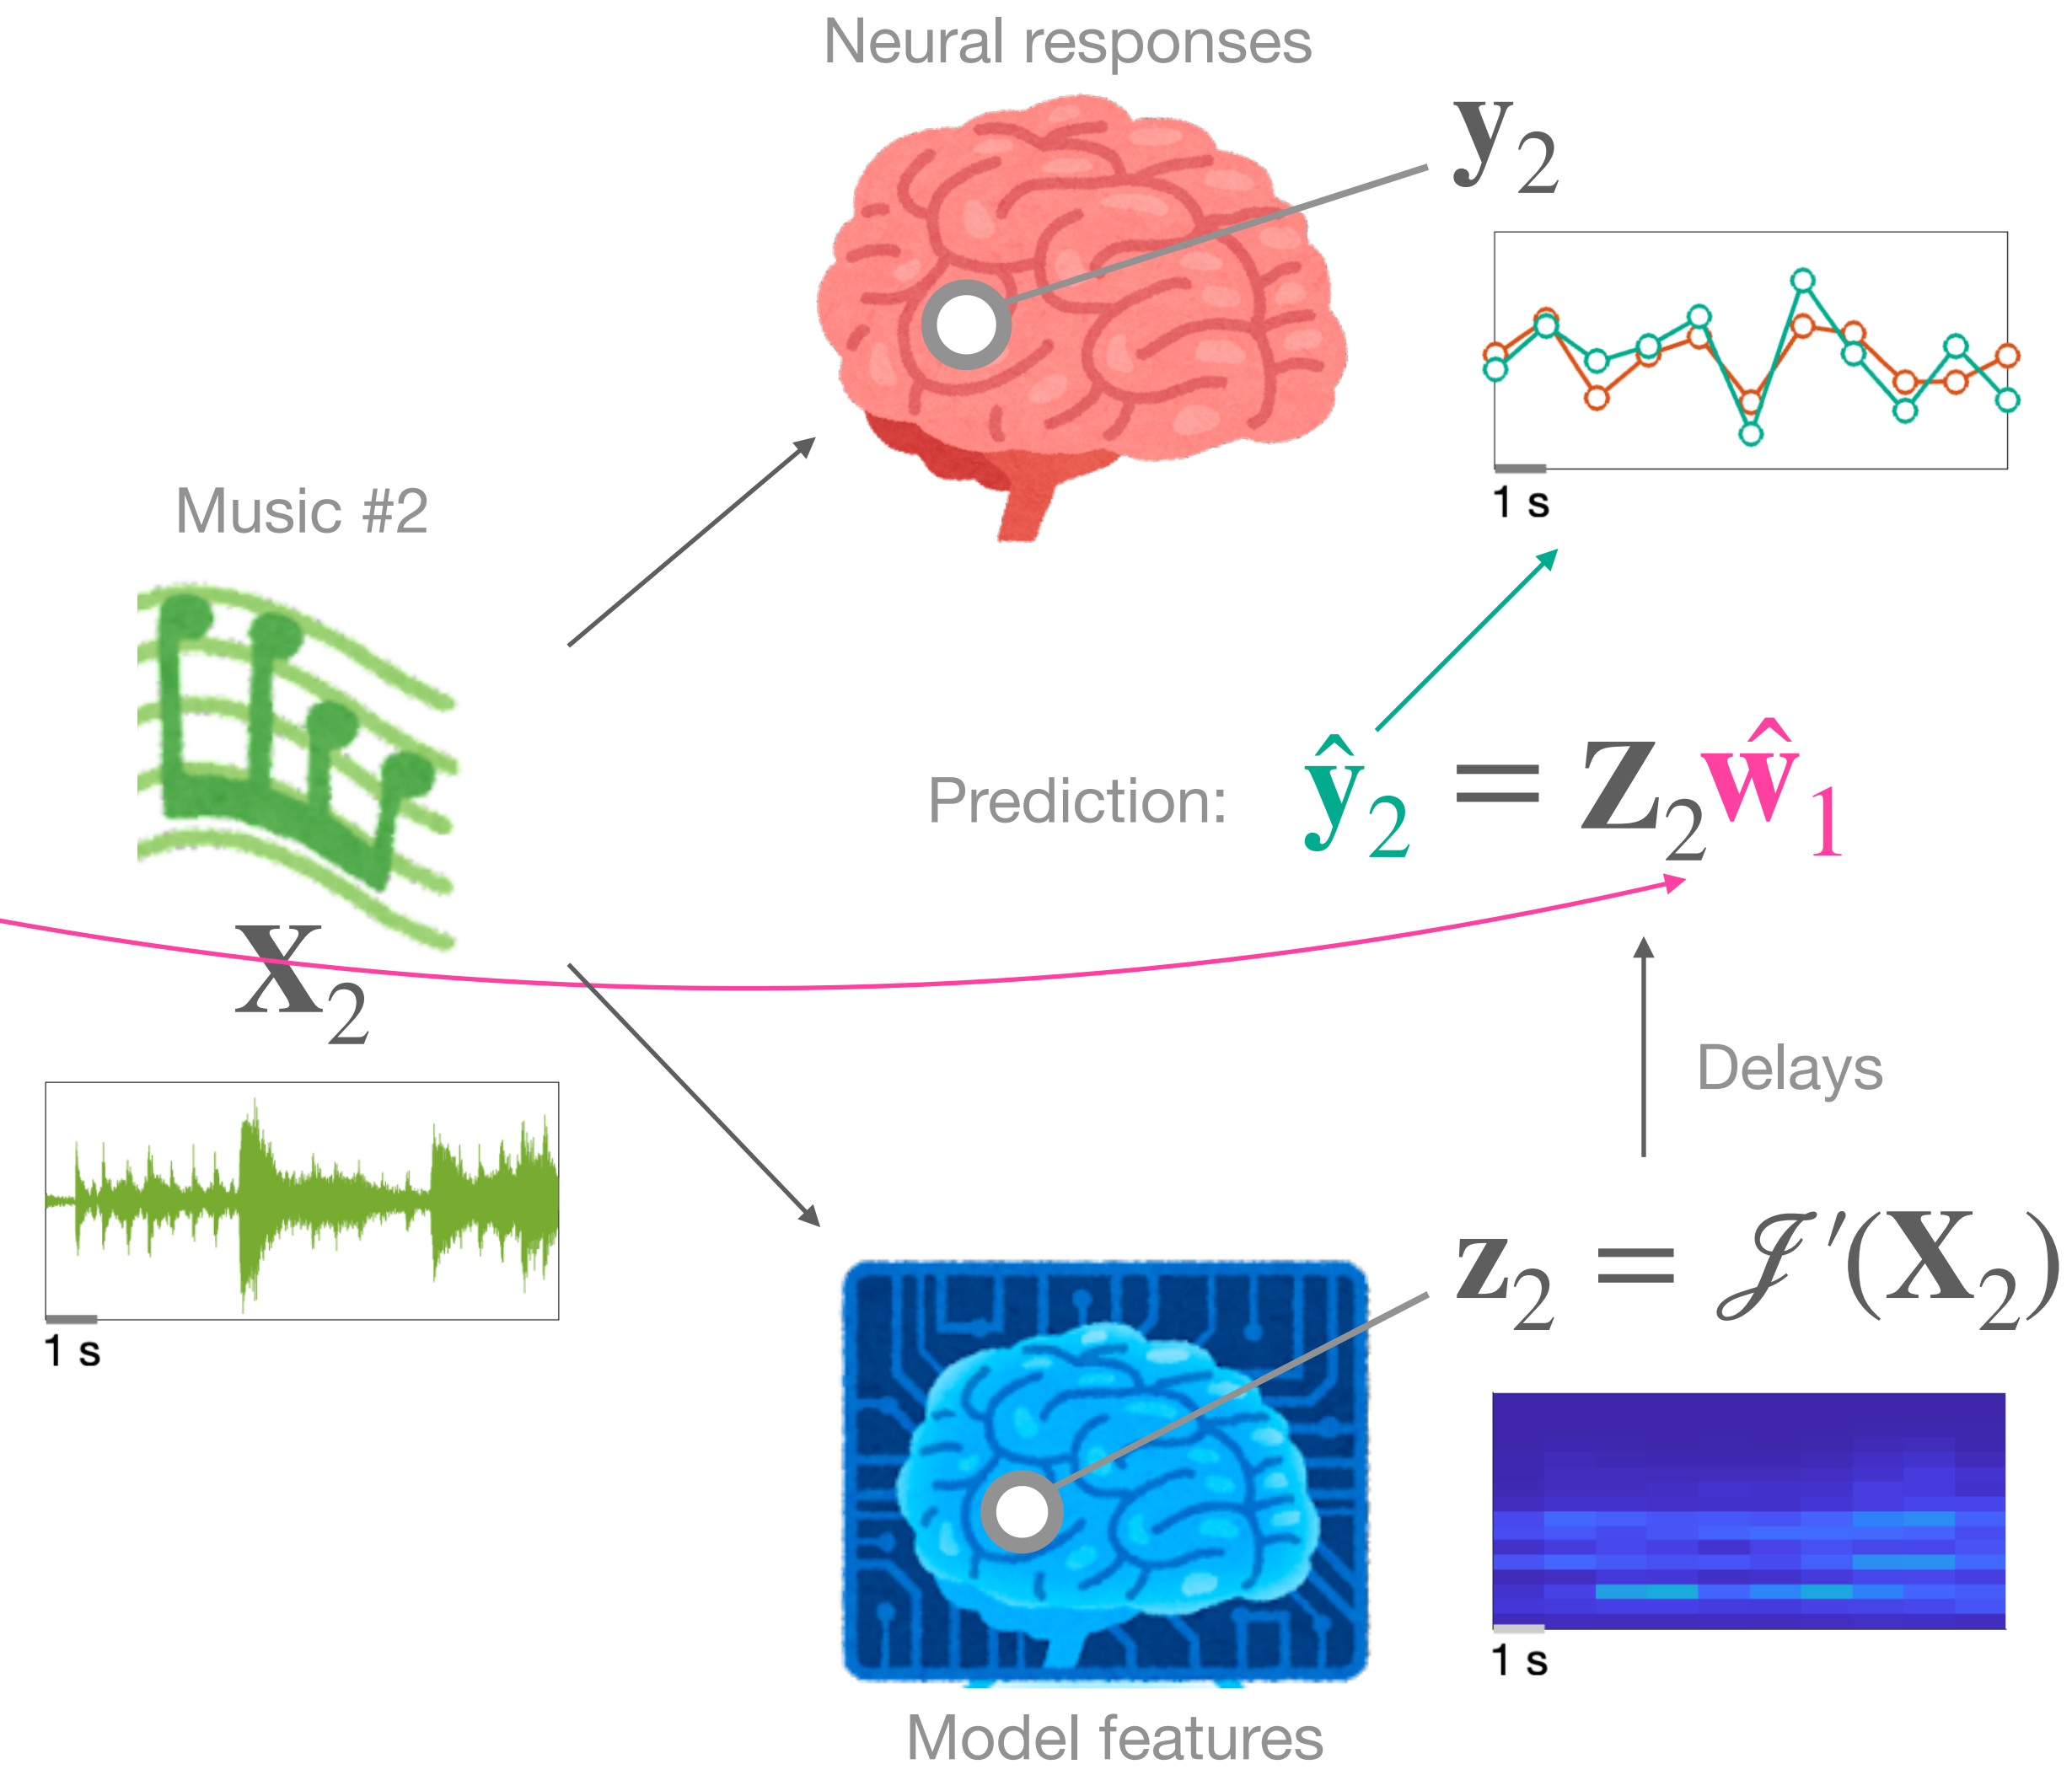 Neural responses
y₂
1 s
Music #2
Prediction: ŷ₂ = Z₂ŵ₁
X₂
Delays
1 s
z₂ = 𝒥′(X₂)
1 s
Model features